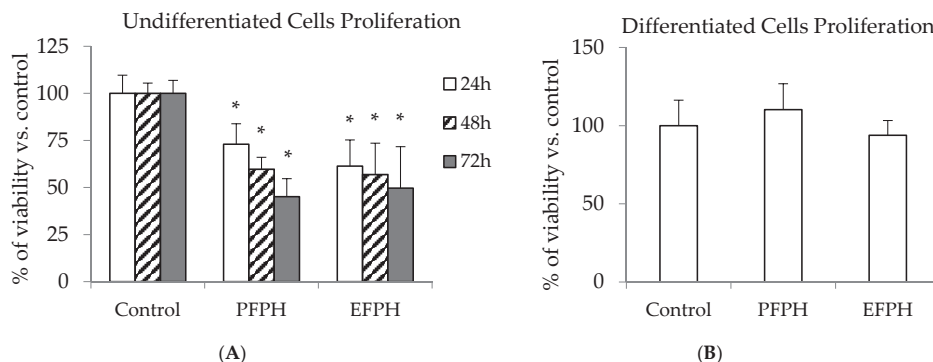 Undifferentiated Cells Proliferation
% of viability vs. control
125
100
75
50
25
0
* * * * * *
Control PFPH EFPH
24h
48h
72h
(A)
Differentiated Cells Proliferation
% of viability vs. control
150
100
50
0
Control PFPH EFPH
(B)